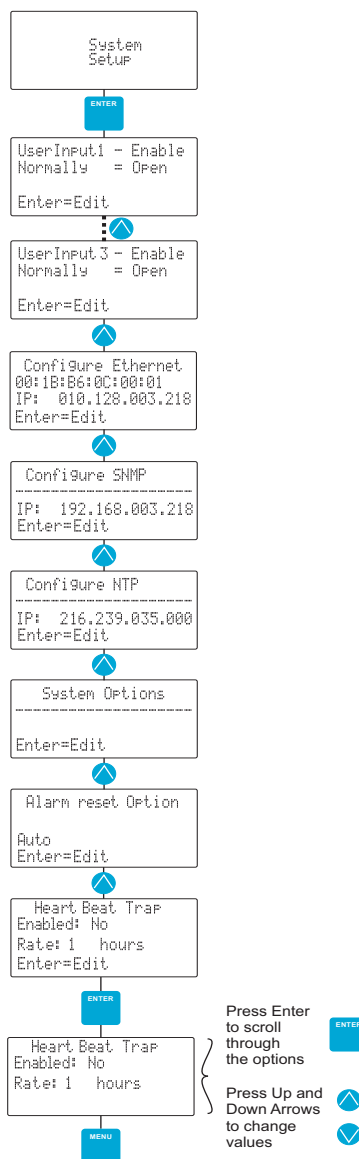 System
Setup
ENTER
UserInput1 - Enable
Normally = Open
Enter=Edit
UserInput3 - Enable
Normally = Open
Enter=Edit
Configure Ethernet
00:1B:B6:0C:00:01
IP: 010.128.003.218
Enter=Edit
Configure SNMP
IP: 192.168.003.218
Enter=Edit
Configure NTP
IP: 216.239.035.000
Enter=Edit
System Options
Enter=Edit
Alarm reset Option
Auto
Enter=Edit
Heart Beat Trap
Enabled: No
Rate: 1 hours
Enter=Edit
ENTER
Heart Beat Trap
Enabled: No
Rate: 1 hours
Press Enter
to scroll
through
the options
ENTER
Press Up and
Down Arrows
to change
values
MENU